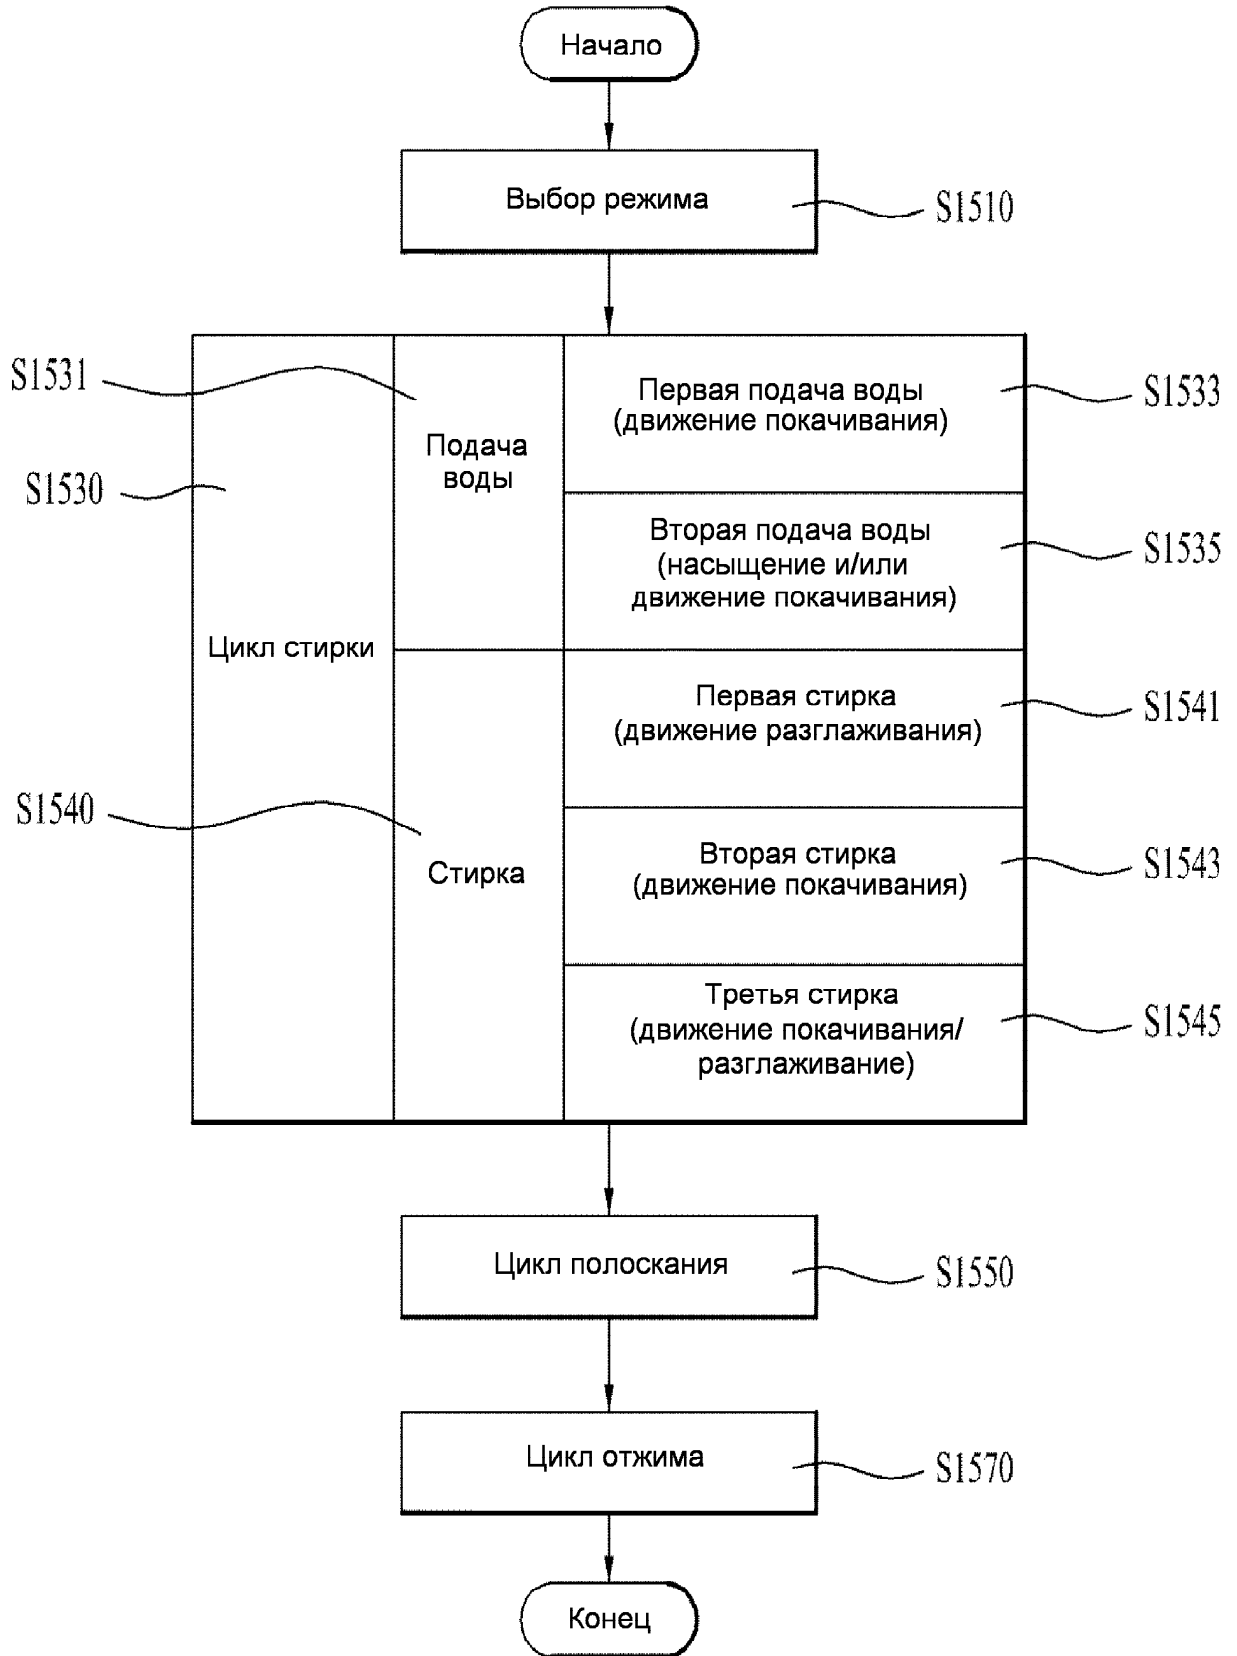 Начало
Выбор режима
S1510
S1531
S1530
Цикл стирки
Подача
воды
Первая подача воды
(движение покачивания)
S1533
Вторая подача воды
(насыщение и/или
движение покачивания)
S1535
S1540
Стирка
Первая стирка
(движение разглаживания)
S1541
Вторая стирка
(движение покачивания)
S1543
Третья стирка
(движение покачивания/
разглаживание)
S1545
Цикл полоскания
S1550
Цикл отжима
S1570
Конец